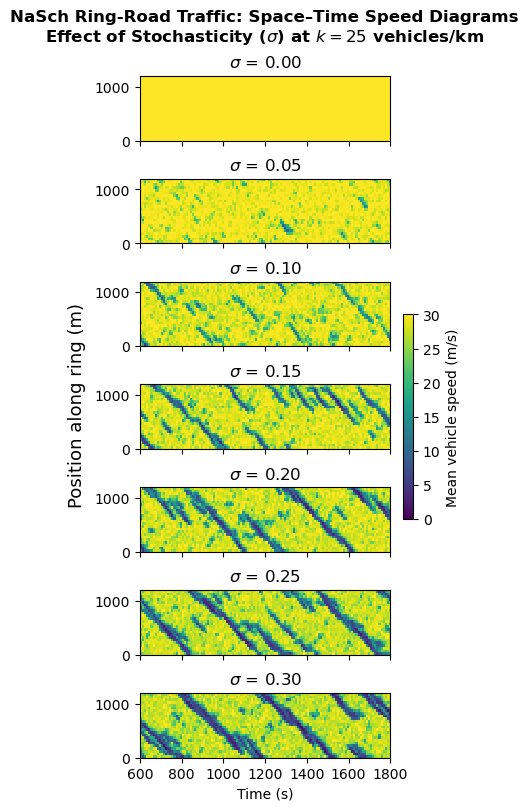 NaSch Ring-Road Traffic: Space–Time Speed Diagrams
Effect of Stochasticity (σ) at k = 25 vehicles/km
σ = 0.00
1000
0
σ = 0.05
1000
0
σ = 0.10
1000
0
σ = 0.15
1000
0
σ = 0.20
1000
0
σ = 0.25
1000
0
σ = 0.30
1000
0
600 800 1000 1200 1400 1600 1800
Time (s)
Position along ring (m)
30
25
20
15
10
5
0
Mean vehicle speed (m/s)